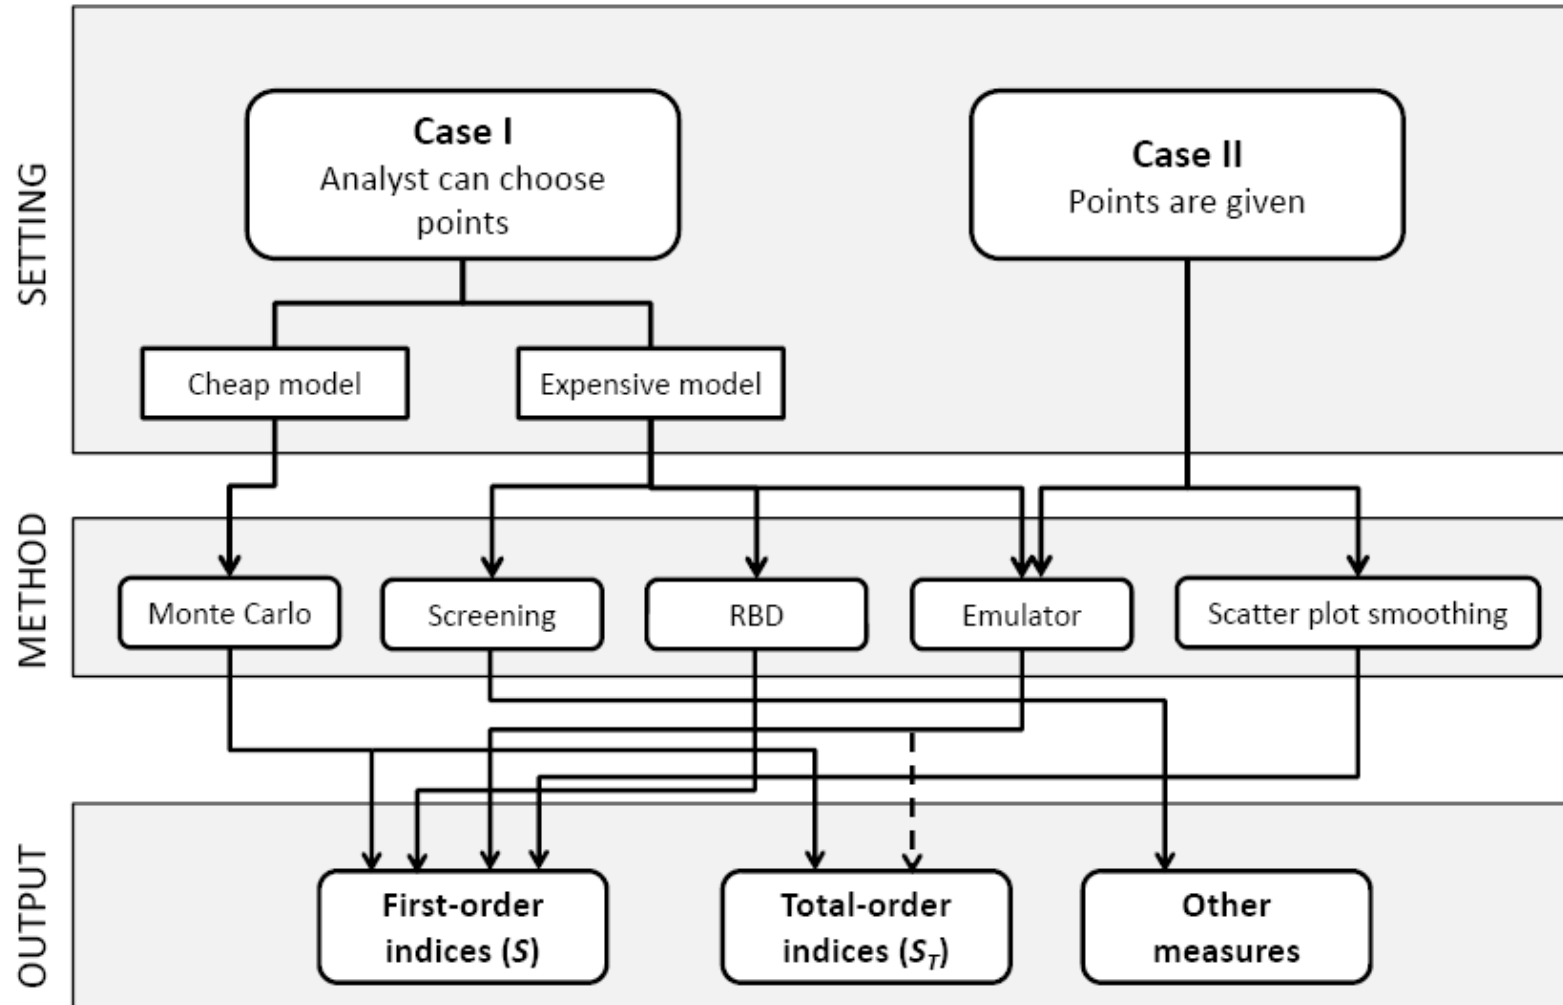 SETTING
Case I
Analyst can choose
points
Case II
Points are given
Cheap model
Expensive model
METHOD
Monte Carlo
Screening
RBD
Emulator
Scatter plot smoothing
OUTPUT
First-order
indices (S)
Total-order
indices (S_T)
Other
measures